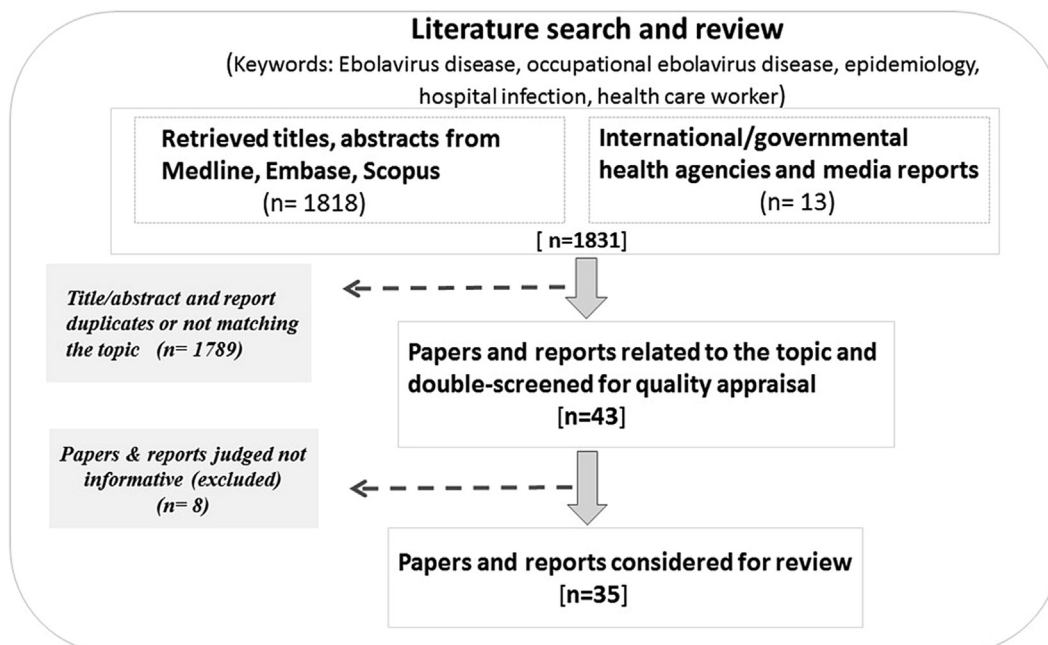 Literature search and review
(Keywords: Ebolavirus disease, occupational ebolavirus disease, epidemiology,
hospital infection, health care worker)
Retrieved titles, abstracts from
Medline, Embase, Scopus
(n= 1818)
International/governmental
health agencies and media reports
(n= 13)
[ n=1831]
Title/abstract and report
duplicates or not matching
the topic (n= 1789)
Papers and reports related to the topic and
double-screened for quality appraisal
[n=43]
Papers & reports judged not
informative (excluded)
(n= 8)
Papers and reports considered for review
[n=35]